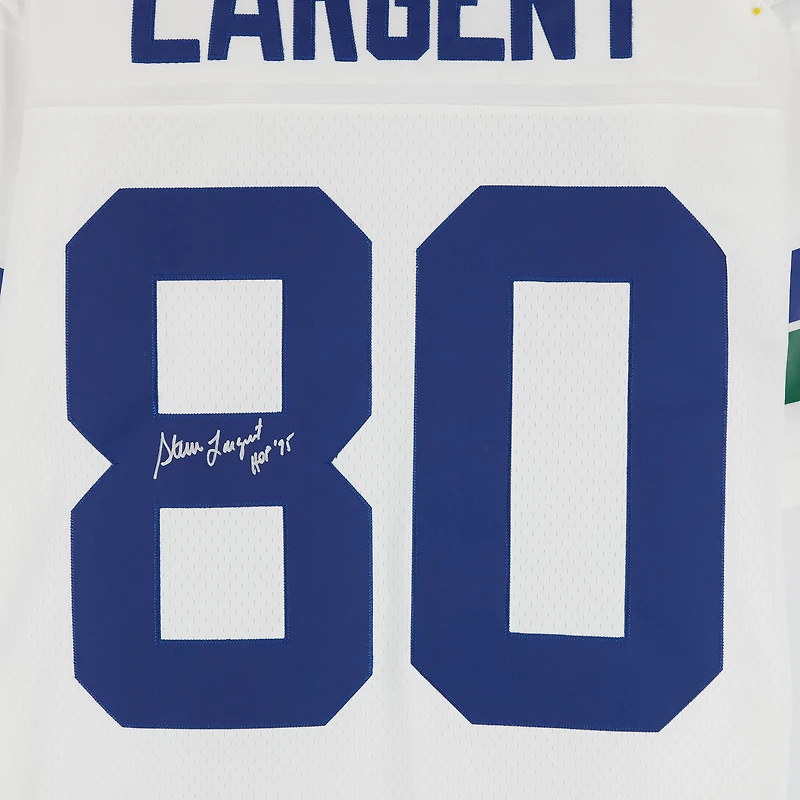 LARGENT
80
Steve Largent
HOF '95